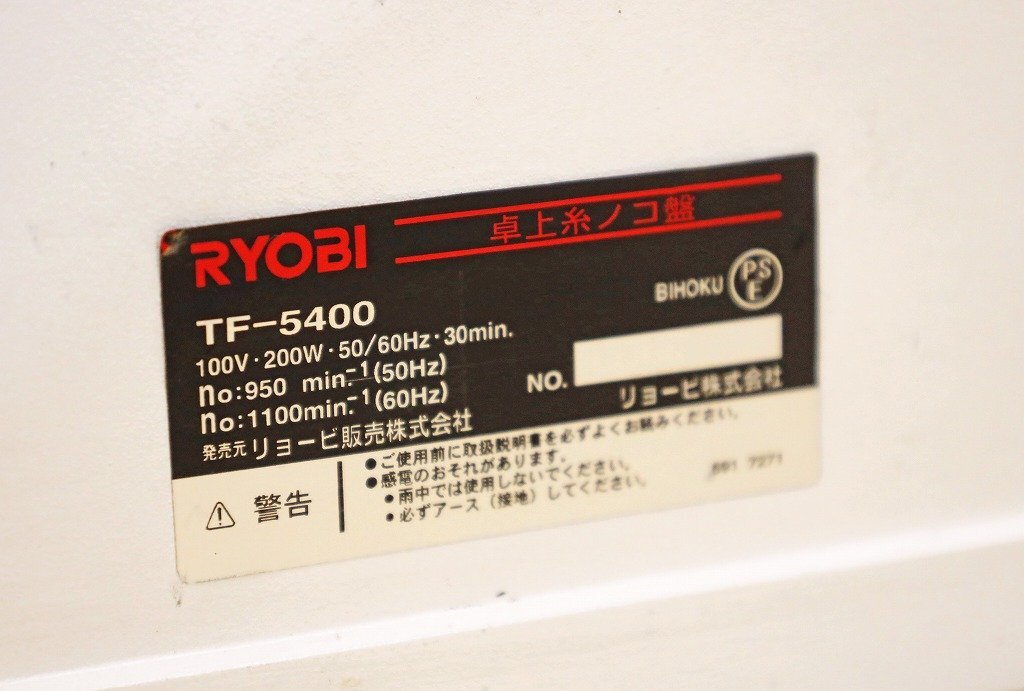 RYOBI
卓上糸ノコ盤
TF-5400
BIHOKU
PS
E
100V・200W・50/60Hz・30min.
no:950 min.⁻¹(50Hz)
no:1100min.⁻¹(60Hz)
NO.
発売元 リョービ販売株式会社
リョービ株式会社
警告
●ご使用前に取扱説明書を必ずよくお読みください。
●感電のおそれがあります。
●雨中では使用しないでください。
●必ずアース(接地)してください。